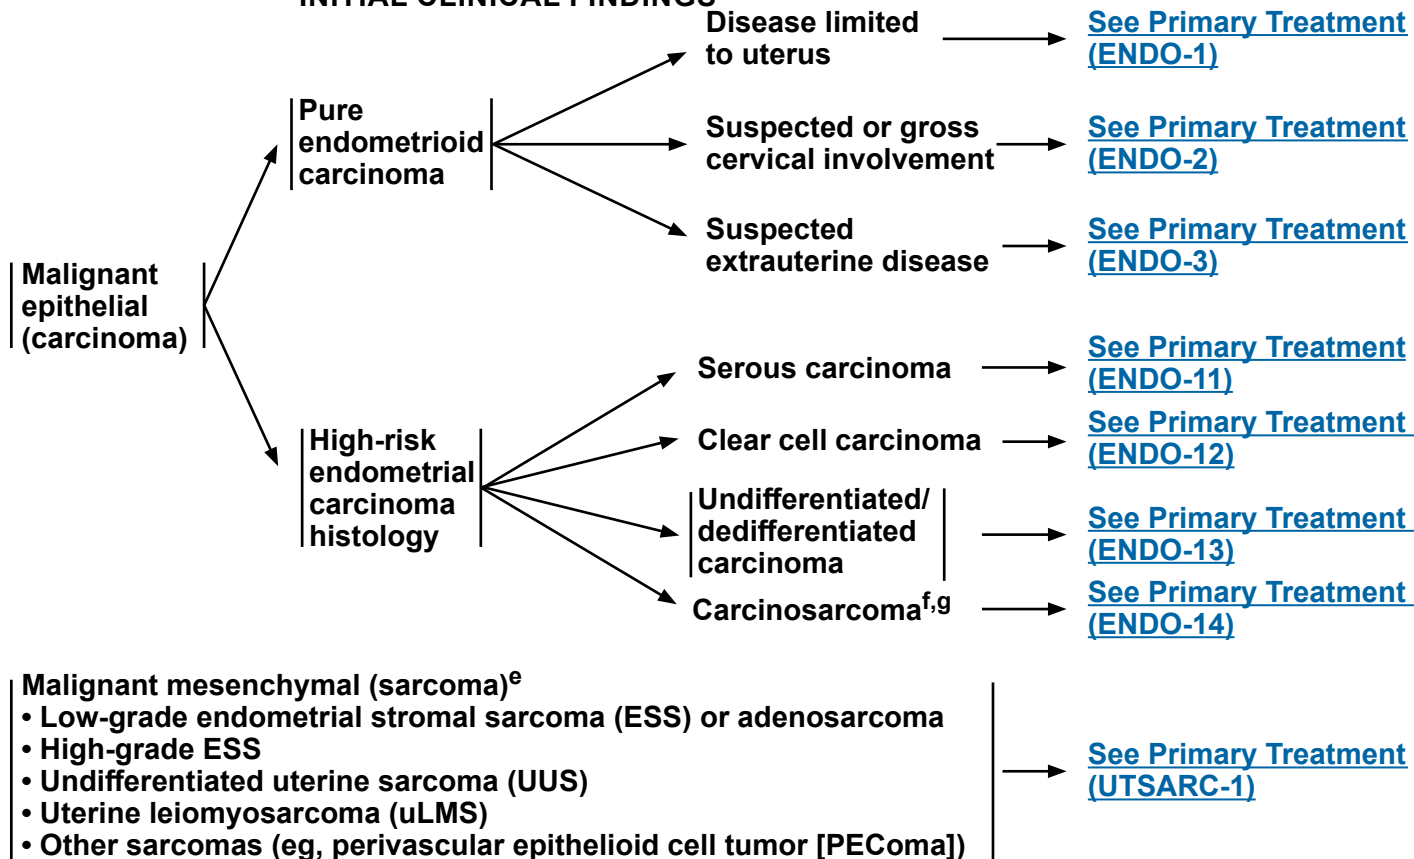 INITIAL CLINICAL FINDINGS
Disease limited
to uterus
See Primary Treatment
(ENDO-1)
Pure
endometrioid
carcinoma
Suspected or gross
cervical involvement
See Primary Treatment
(ENDO-2)
Suspected
extrauterine disease
See Primary Treatment
(ENDO-3)
Malignant
epithelial
(carcinoma)
Serous carcinoma
See Primary Treatment
(ENDO-11)
High-risk
endometrial
carcinoma
histology
Clear cell carcinoma
See Primary Treatment
(ENDO-12)
Undifferentiated/
dedifferentiated
carcinoma
See Primary Treatment
(ENDO-13)
Carcinosarcomaf,g
See Primary Treatment
(ENDO-14)
Malignant mesenchymal (sarcoma)e
• Low-grade endometrial stromal sarcoma (ESS) or adenosarcoma
• High-grade ESS
• Undifferentiated uterine sarcoma (UUS)
• Uterine leiomyosarcoma (uLMS)
• Other sarcomas (eg, perivascular epithelioid cell tumor [PEComa])
See Primary Treatment
(UTSARC-1)